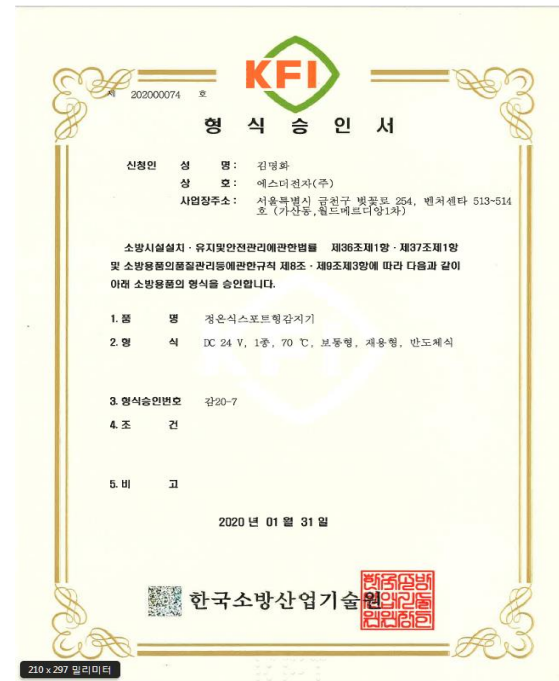 KFI
제 202000074 호
형 식 승 인 서
신청인 성 명 : 김명화
상 호 : 에스더전자(주)
사업장주소 : 서울특별시 금천구 벚꽃로 254, 벤처센타 513~514
호 (가산동,월드메르디앙1차)
소방시설설치 · 유지및안전관리에관한법률 제36조제1항 · 제37조제1항
및 소방용품의품질관리등에관한규칙 제8조 · 제9조제3항에 따라 다음과 같이
아래 소방용품의 형식을 승인합니다.
1. 품 명 정온식스포트형감지기
2. 형 식 DC 24 V, 1종, 70 ℃, 보통형, 재용형, 반도체식
3. 형식승인번호 감20-7
4. 조 건
5. 비 고
2020 년 01 월 31 일
한국소방산업기술원
210 x 297 밀리미터